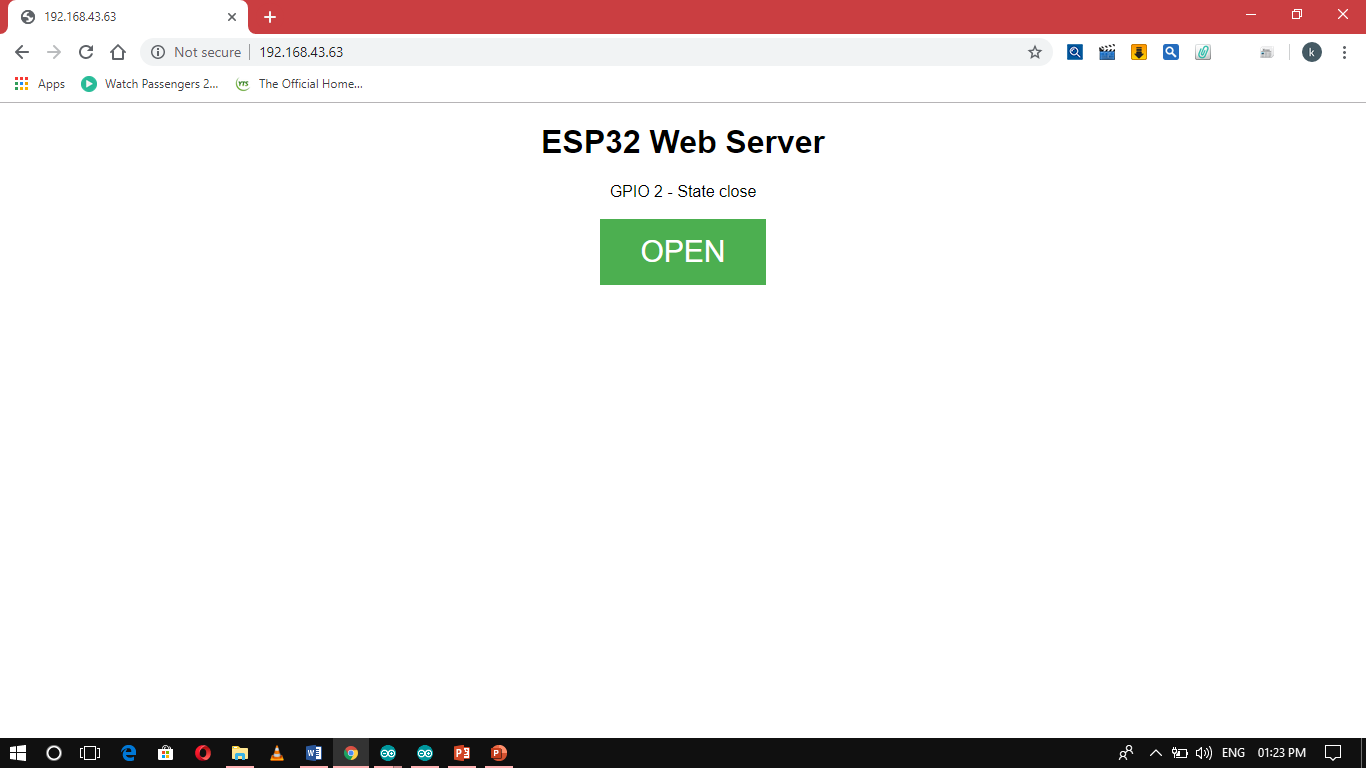 192.168.43.63
Not secure 192.168.43.63
k
Apps Watch Passengers 2... YTS The Official Home...
ESP32 Web Server
GPIO 2 - State close
OPEN
ENG 01:23 PM